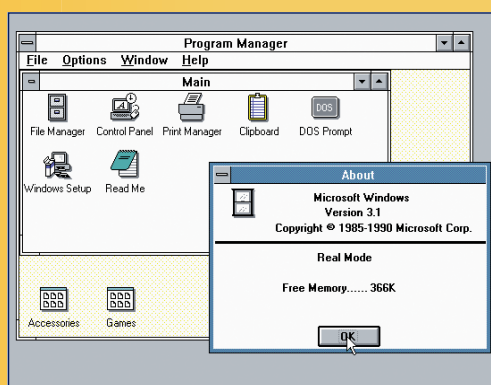 Program Manager
File Options Window Help
Main
File Manager Control Panel Print Manager Clipboard DOS Prompt
DOS
Windows Setup Read Me
About
Microsoft Windows
Version 3.1
Copyright © 1985-1990 Microsoft Corp.
Real Mode
Free Memory...... 366K
OK
Accessories Games